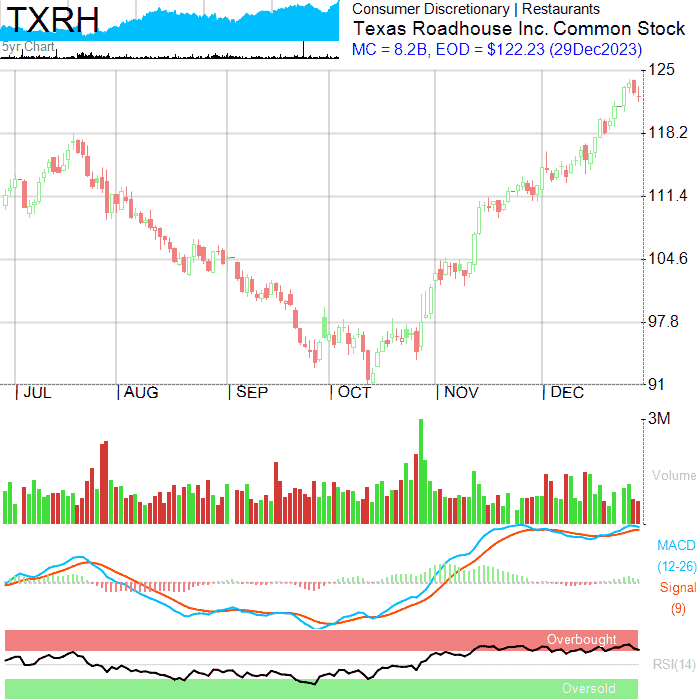 TXRH
5yr Chart
Consumer Discretionary | Restaurants
Texas Roadhouse Inc. Common Stock
MC = 8.2B, EOD = $122.23 (29Dec2023)
125
118.2
111.4
104.6
97.8
91
JUL AUG SEP OCT NOV DEC
3M
Volume
MACD
(12-26)
Signal
(9)
Overbought
RSI(14)
Oversold